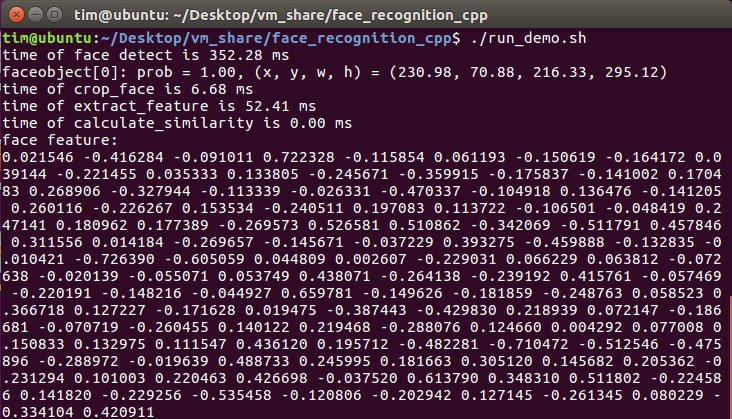 tim@ubuntu: ~/Desktop/vm_share/face_recognition_cpp
tim@ubuntu:~/Desktop/vm_share/face_recognition_cpp$ ./run_demo.sh
time of face detect is 352.28 ms
faceobject[0]: prob = 1.00, (x, y, w, h) = (230.98, 70.88, 216.33, 295.12)
time of crop_face is 6.68 ms
time of extract_feature is 52.41 ms
time of calculate_similarity is 0.00 ms
face feature:
0.021546 -0.416284 -0.091011 0.722328 -0.115854 0.061193 -0.150619 -0.164172 0.0
39144 -0.221455 0.035333 0.133805 -0.245671 -0.359915 -0.175837 -0.141002 0.1704
83 0.268906 -0.327944 -0.113339 -0.026331 -0.470337 -0.104918 0.136476 -0.141205
 0.260116 -0.226267 0.153534 -0.240511 0.197083 0.113722 -0.106501 -0.048419 0.2
47141 0.180962 0.177389 -0.269573 0.526581 0.510862 -0.342069 -0.511791 0.457846
 0.311556 0.014184 -0.269657 -0.145671 -0.037229 0.393275 -0.459888 -0.132835 -0
.010421 -0.726390 -0.605059 0.044809 0.002607 -0.229031 0.066229 0.063812 -0.072
638 -0.020139 -0.055071 0.053749 0.438071 -0.264138 -0.239192 0.415761 -0.057469
 -0.220191 -0.148216 -0.044927 0.659781 -0.149626 -0.181859 -0.248763 0.058523 0
.366718 0.127227 -0.171628 0.019475 -0.387443 -0.429830 0.218939 0.072147 -0.186
681 -0.070719 -0.260455 0.140122 0.219468 -0.288076 0.124660 0.004292 0.077008 0
.150833 0.132975 0.111547 0.436120 0.195712 -0.482281 -0.710472 -0.512546 -0.475
896 -0.288972 -0.019639 0.488733 0.245995 0.181663 0.305120 0.145682 0.205362 -0
.231294 0.101003 0.220463 0.426698 -0.037520 0.613790 0.348310 0.511802 -0.22458
6 0.141820 -0.229256 -0.535458 -0.120806 -0.202942 0.127145 -0.261345 0.080229 -
0.334104 0.420911